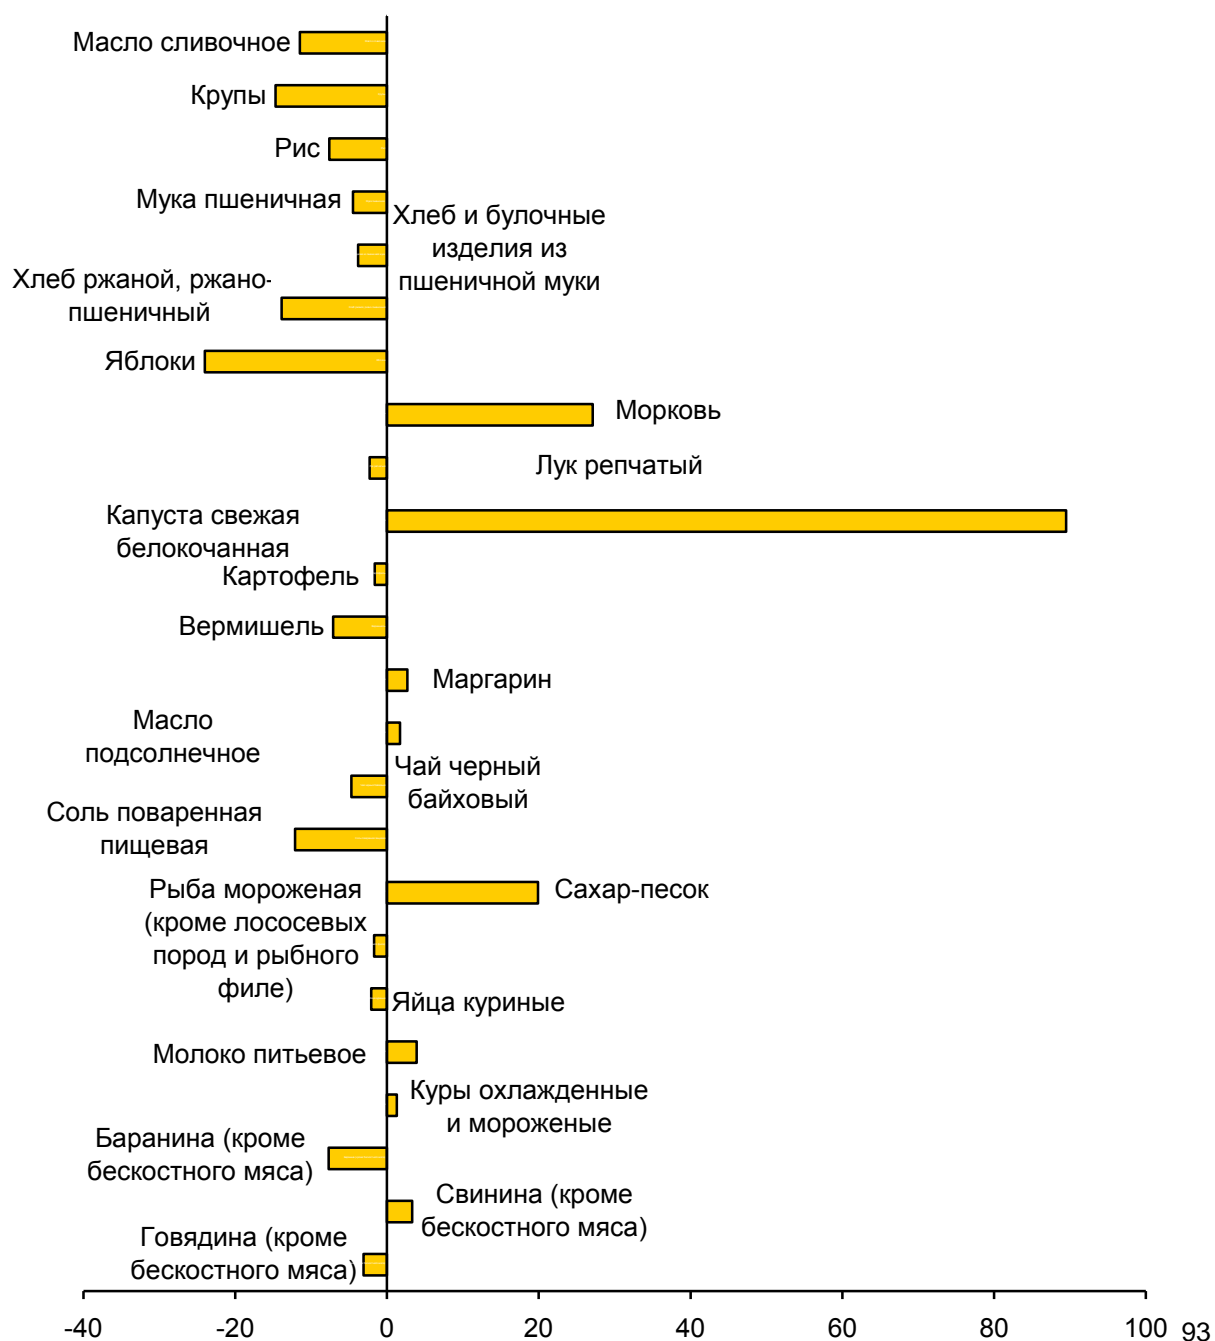 Масло сливочное
Крупы
Рис
Мука пшеничная
Хлеб и булочные
изделия из
пшеничной муки
Хлеб ржаной, ржано-
пшеничный
Яблоки
Морковь
Лук репчатый
Капуста свежая
белокочанная
Картофель
Вермишель
Маргарин
Масло
подсолнечное
Чай черный
байховый
Соль поваренная
пищевая
Сахар-песок
Рыба мороженая
(кроме лососевых
пород и рыбного
филе)
Яйца куриные
Молоко питьевое
Куры охлажденные
и мороженые
Баранина (кроме
бескостного мяса)
Свинина (кроме
бескостного мяса)
Говядина (кроме
бескостного мяса)
-40 -20 0 20 40 60 80 100 93